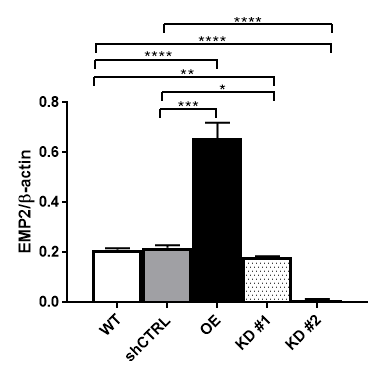 ****
****
****
**
*
***
0.8
0.6
0.4
0.2
0.0
EMP2/β-actin
WT
shCTRL
OE
KD #1
KD #2